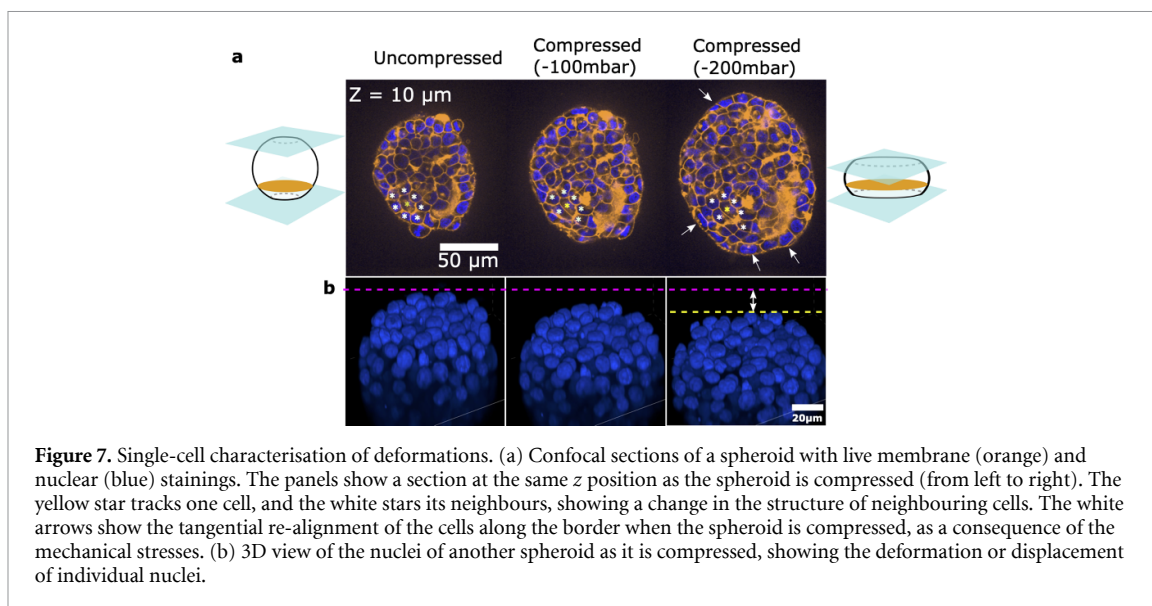 a
Uncompressed
Compressed
(-100mbar)
Compressed
(-200mbar)
Z = 10 µm
50 µm
b
20µm
Figure 7. Single-cell characterisation of deformations. (a) Confocal sections of a spheroid with live membrane (orange) and
nuclear (blue) stainings. The panels show a section at the same z position as the spheroid is compressed (from left to right). The
yellow star tracks one cell, and the white stars its neighbours, showing a change in the structure of neighbouring cells. The white
arrows show the tangential re-alignment of the cells along the border when the spheroid is compressed, as a consequence of the
mechanical stresses. (b) 3D view of the nuclei of another spheroid as it is compressed, showing the deformation or displacement
of individual nuclei.